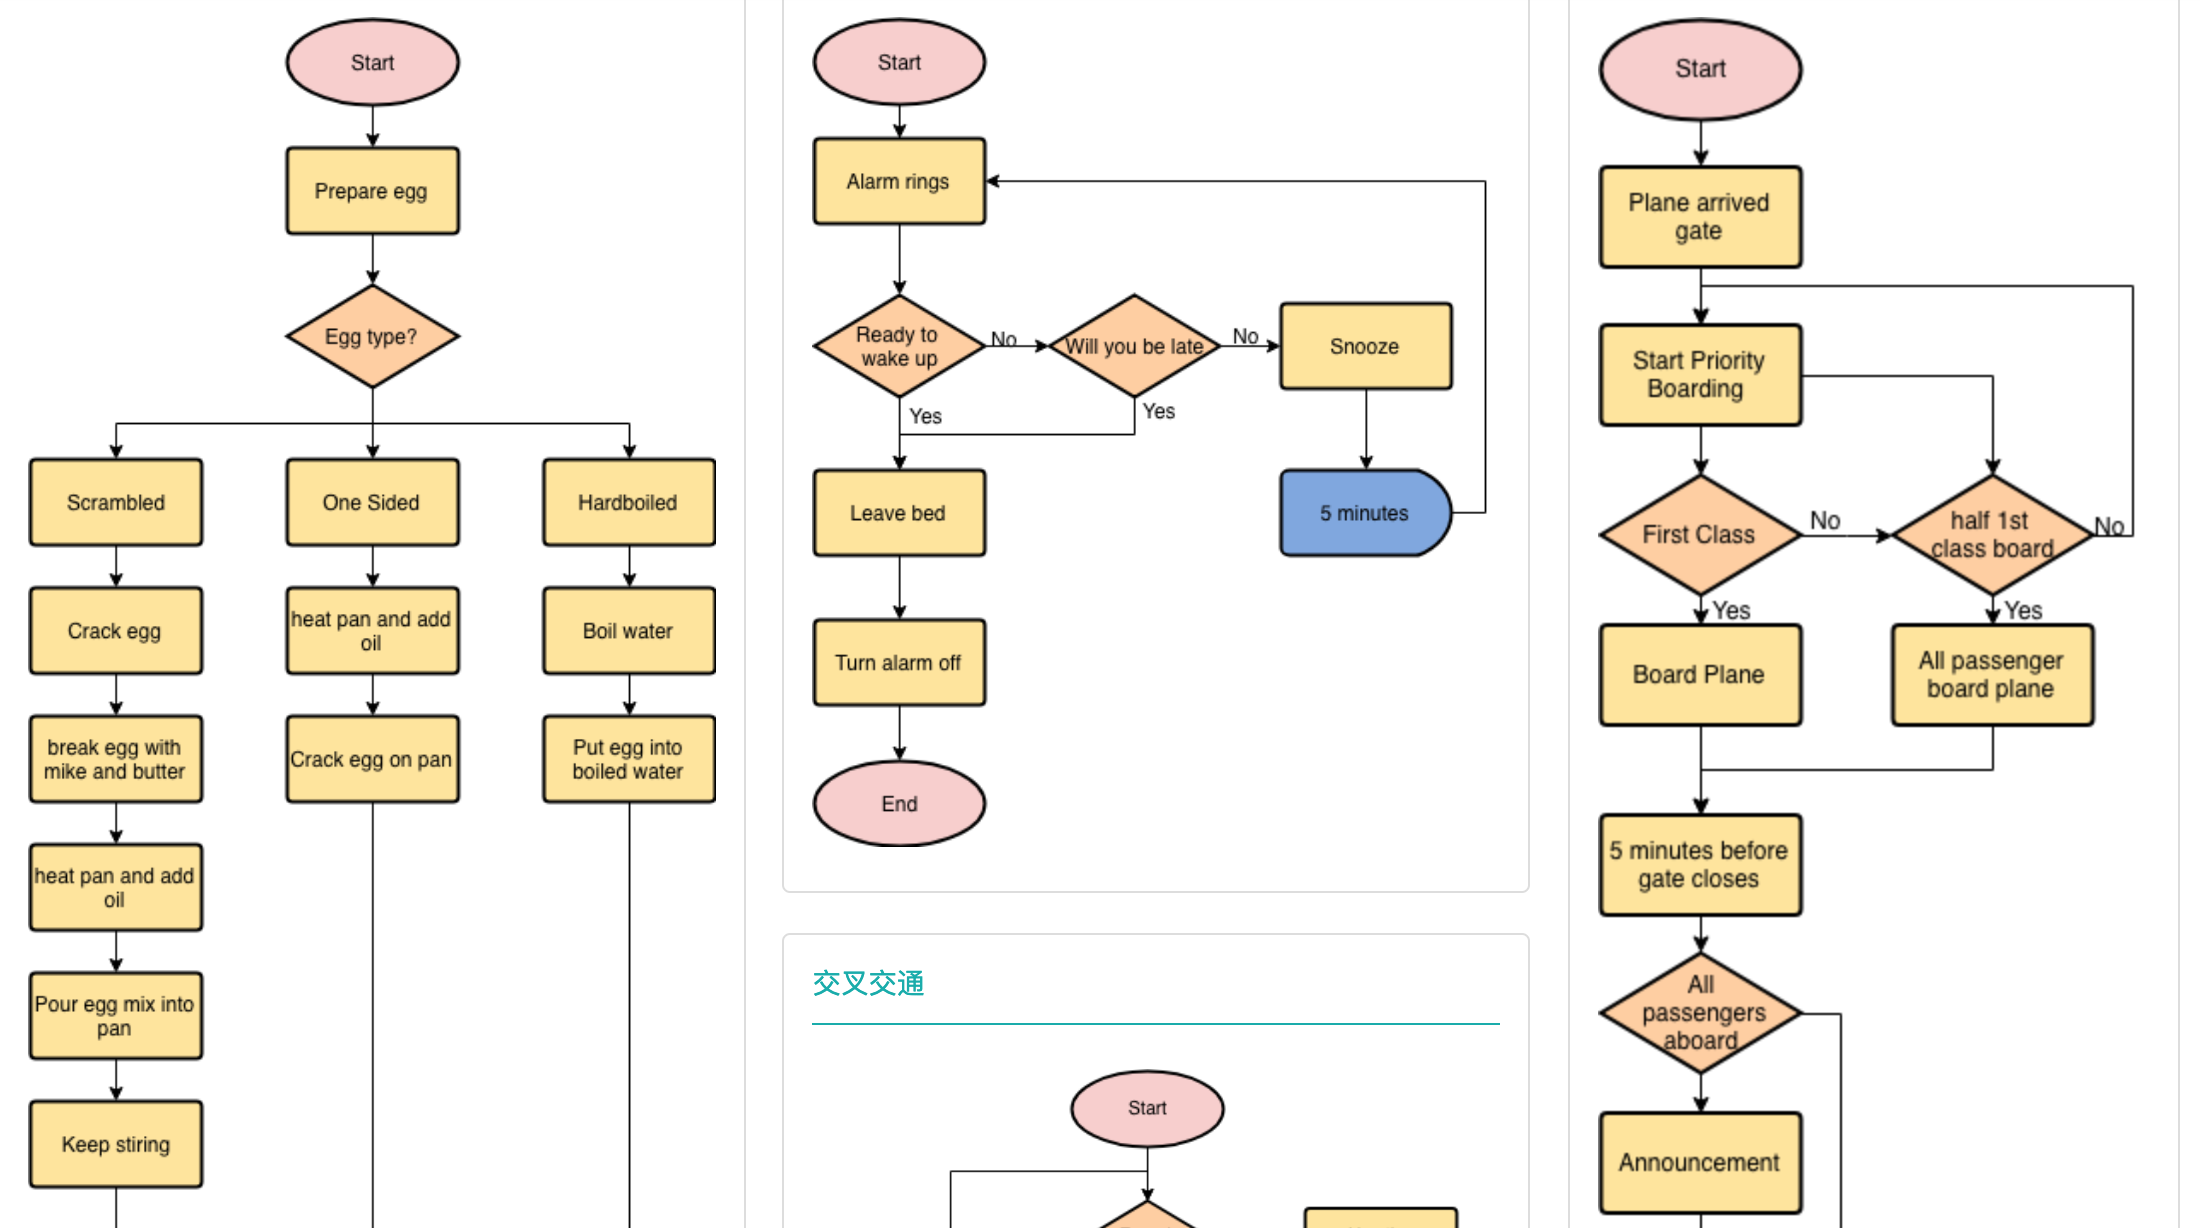 Start
Prepare egg
Egg type?
Scrambled
One Sided
Hardboiled
Crack egg
heat pan and add
oil
Boil water
break egg with
mike and butter
Crack egg on pan
Put egg into
boiled water
heat pan and add
oil
Pour egg mix into
pan
Keep stiring
Start
Alarm rings
Ready to
wake up
No
Will you be late
No
Snooze
Yes
Yes
Leave bed
5 minutes
Turn alarm off
End
交叉交通
Start
Start
Plane arrived
gate
Start Priority
Boarding
First Class
No
half 1st
class board
No
Yes
Yes
Board Plane
All passenger
board plane
5 minutes before
gate closes
All
passengers
aboard
Announcement